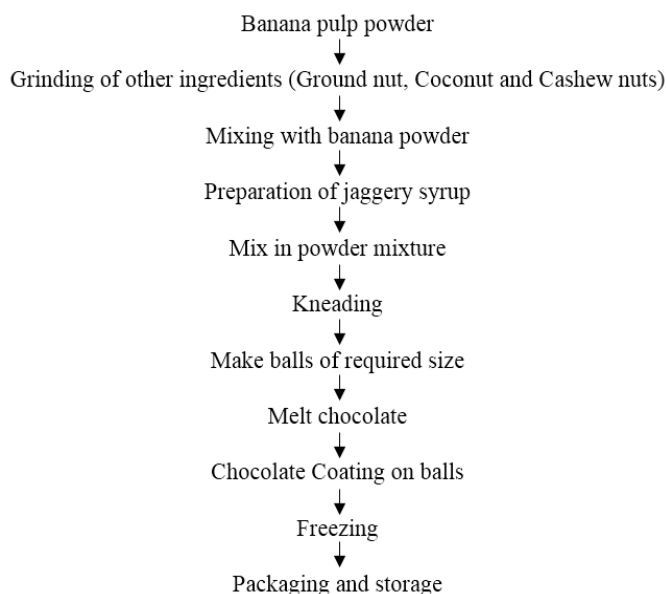 Banana pulp powder
Grinding of other ingredients (Ground nut, Coconut and Cashew nuts)
Mixing with banana powder
Preparation of jaggery syrup
Mix in powder mixture
Kneading
Make balls of required size
Melt chocolate
Chocolate Coating on balls
Freezing
Packaging and storage